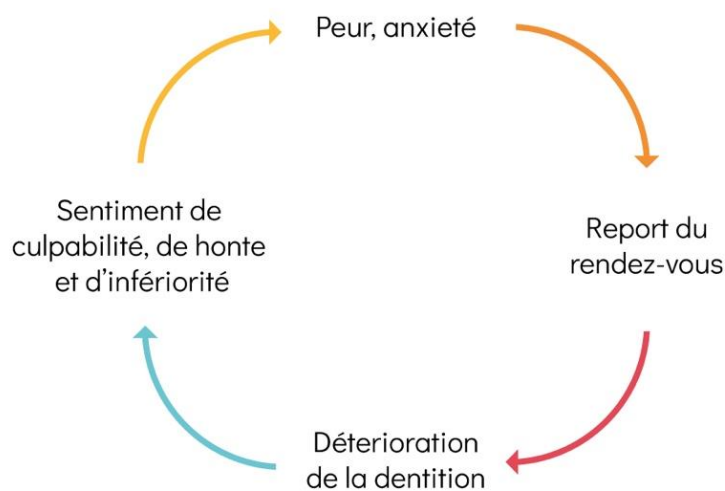 Peur, anxieté
Report du
rendez-vous
Déterioration
de la dentition
Sentiment de
culpabilité, de honte
et d'infériorité